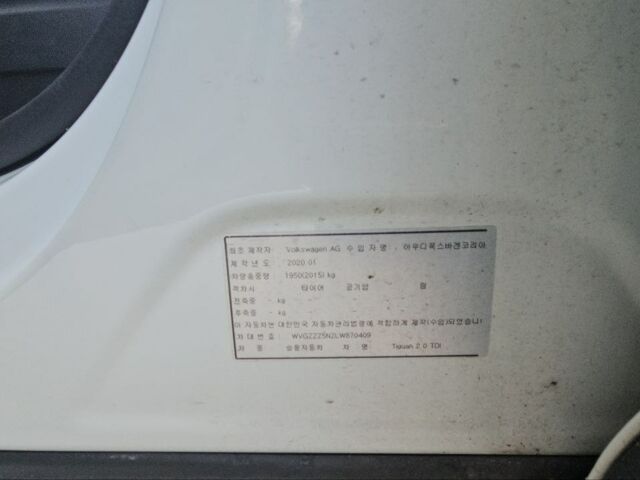 최초 제작자: Volkswagen AG 수 입 자 명 : 아우디폭스바겐코리아
제 작 년 도 : 2020.01
차량총중량 : 1950(2015) kg
적차시 타이어 공기압 참
전축중 - kg
후축중 - kg
이 자동차는 대한민국 자동차관리법령에 적합하게 제작(수입)되었습니
차 대 번 호 : WVGZZZ5NZLW870409
차 종 : 승용자동차 차 명 : Tiguan 2.0 TDI